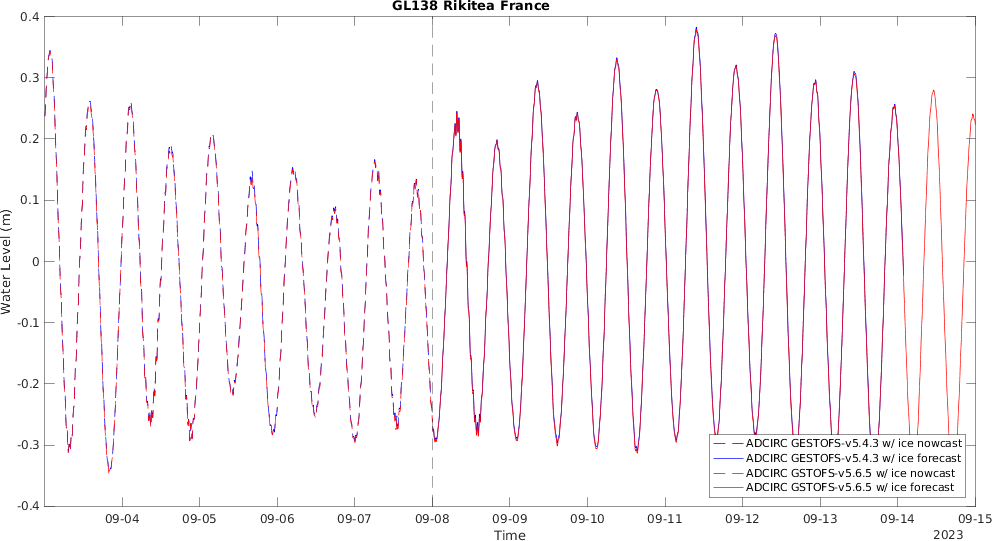 GL138 Rikitea France
0.4
0.3
0.2
0.1
0
-0.1
-0.2
-0.3
-0.4
Water Level (m)
09-04 09-05 09-06 09-07 09-08 09-09 09-10 09-11 09-12 09-13 09-14 09-15
Time
2023
ADCIRC GESTOFS-v5.4.3 w/ ice nowcast
ADCIRC GESTOFS-v5.4.3 w/ ice forecast
ADCIRC GSTOFS-v5.6.5 w/ ice nowcast
ADCIRC GSTOFS-v5.6.5 w/ ice forecast